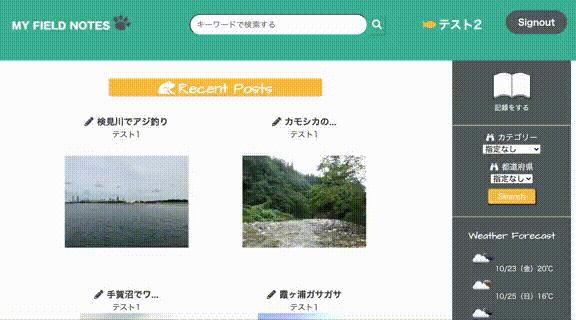 MY FIELD NOTES
キーワードで検索する
テスト2
Signout
Recent Posts
検見川でアジ釣り
テスト1
カモシカの...
テスト1
手賀沼でワ...
テスト1
霞ヶ浦ガサガサ
テスト1
記録をする
カテゴリー
指定なし
都道府県
指定なし
Search
Weather Forecast
10/23（金）20℃
10/25（日）16℃